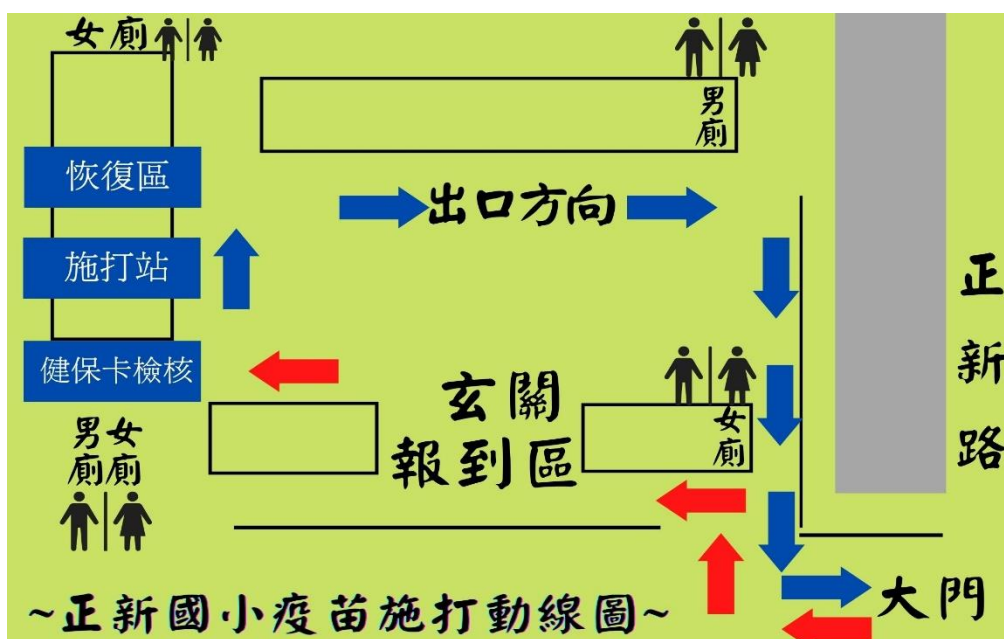 女廁
男廁
恢復區
出口方向
施打站
正新路
健保卡檢核
玄關
報到區
女廁
男廁 女廁
大門
~正新國小疫苗施打動線圖~